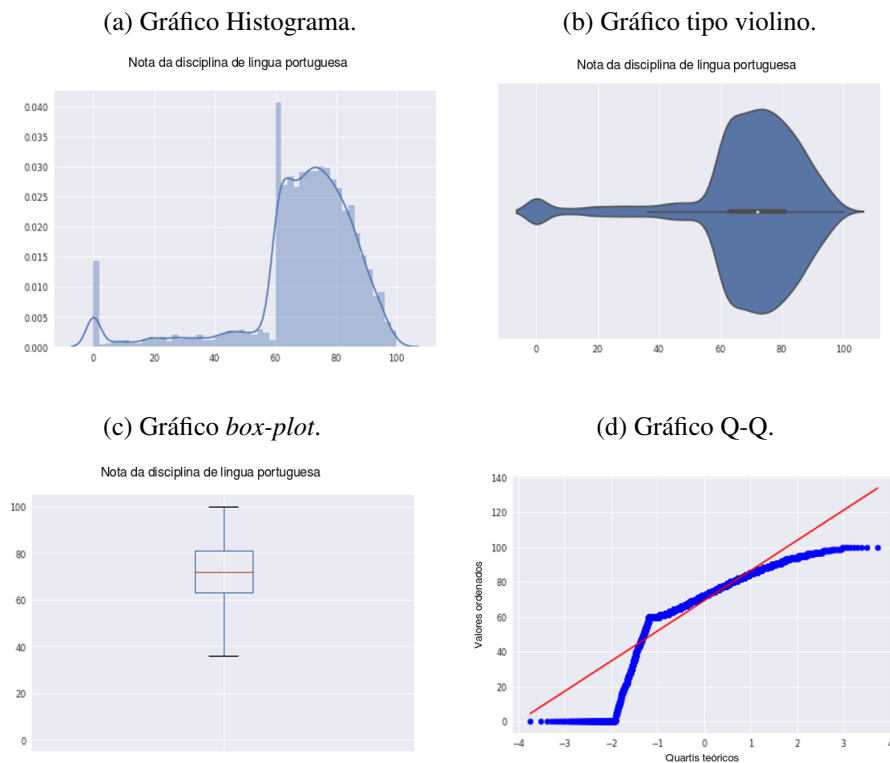 (a) Gráfico Histograma.
Nota da disciplina de lingua portuguesa
0.040
0.035
0.030
0.025
0.020
0.015
0.010
0.005
0.000
0 20 40 60 80 100
(b) Gráfico tipo violino.
Nota da disciplina de lingua portuguesa
0 20 40 60 80 100
(c) Gráfico box-plot.
Nota da disciplina de língua portuguesa
100
80
60
40
20
0
(d) Gráfico Q-Q.
140
120
100
80
60
40
20
0
Valores ordenados
−4 −3 −2 −1 0 1 2 3 4
Quartis teóricos